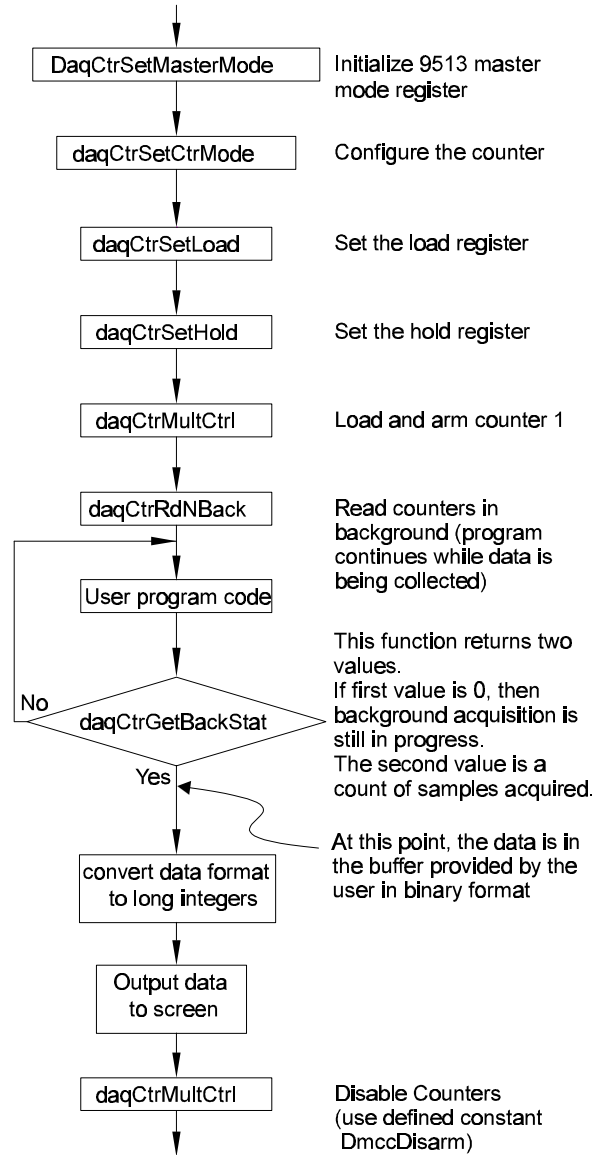 DaqCtrSetMasterMode
Initialize 9513 master
mode register
daqCtrSetCtrMode
Configure the counter
daqCtrSetLoad
Set the load register
daqCtrSetHold
Set the hold register
daqCtrMultCtrl
Load and arm counter 1
daqCtrRdNBack
Read counters in
background (program
continues while data is
being collected)
User program code
This function returns two
values.
If first value is 0, then
background acquisition is
still in progress.
The second value is a
count of samples acquired.
No
daqCtrGetBackStat
Yes
At this point, the data is in
the buffer provided by the
user in binary format
convert data format
to long integers
Output data
to screen
daqCtrMultCtrl
Disable Counters
(use defined constant
DmccDisarm)